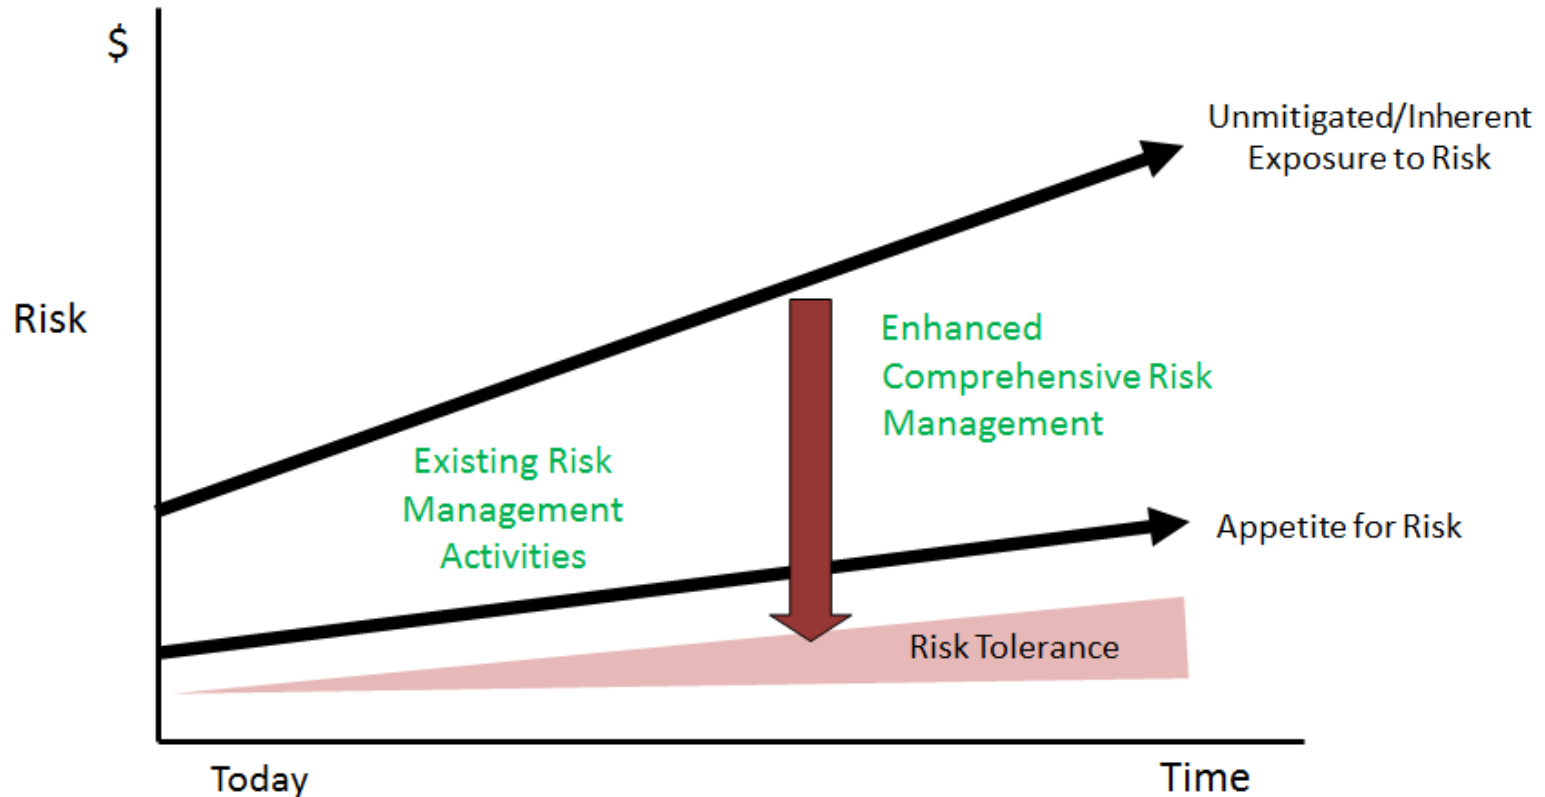 $
Unmitigated/Inherent
Exposure to Risk
Risk
Enhanced
Comprehensive Risk
Management
Existing Risk
Management
Activities
Appetite for Risk
Risk Tolerance
Today
Time